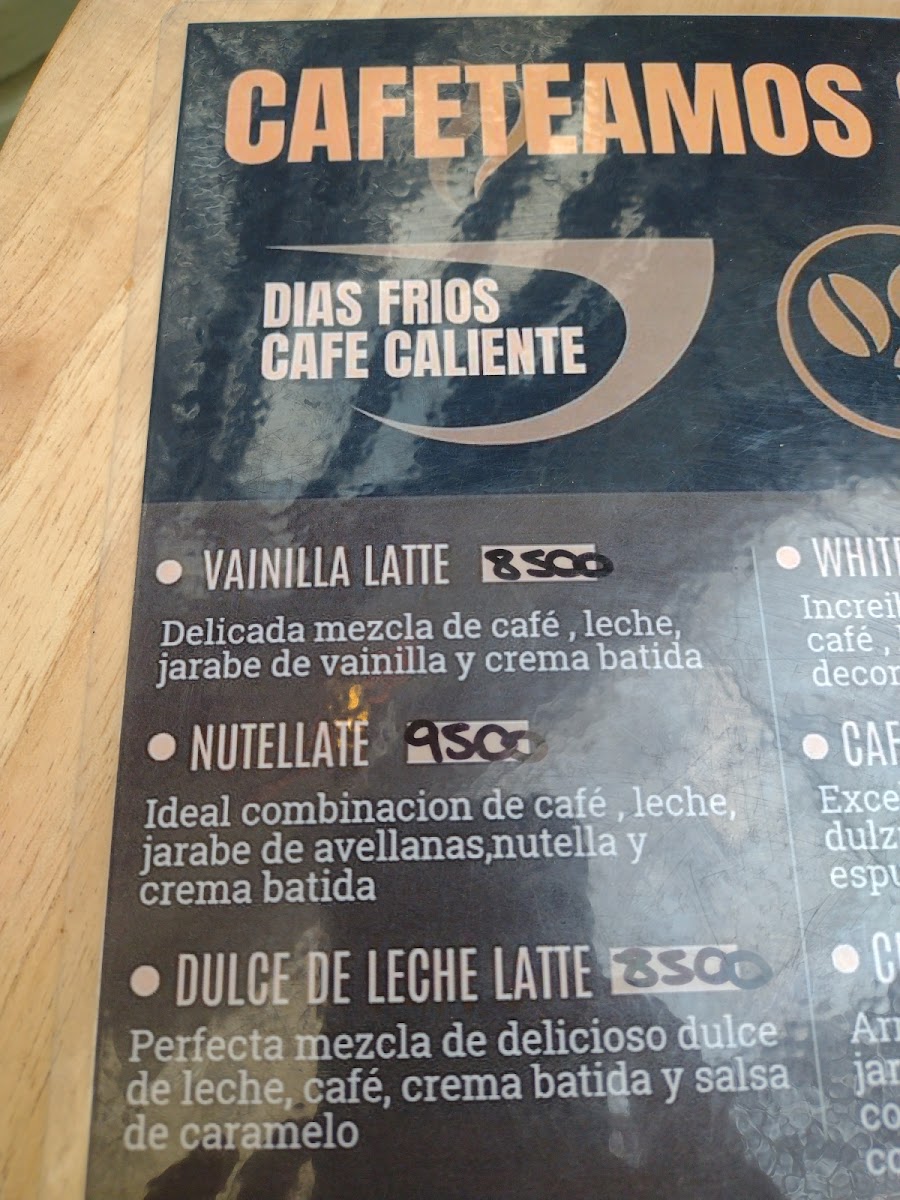 CAFETEAMOS
DIAS FRIOS
CAFE CALIENTE
• VAINILLA LATTE 8500
Delicada mezcla de café , leche,
jarabe de vainilla y crema batida
• NUTELLATE 9500
Ideal combinacion de café , leche,
jarabe de avellanas,nutella y
crema batida
• DULCE DE LECHE LATTE 8500
Perfecta mezcla de delicioso dulce
de leche, café, crema batida y salsa
de caramelo
• WHITE
café ,